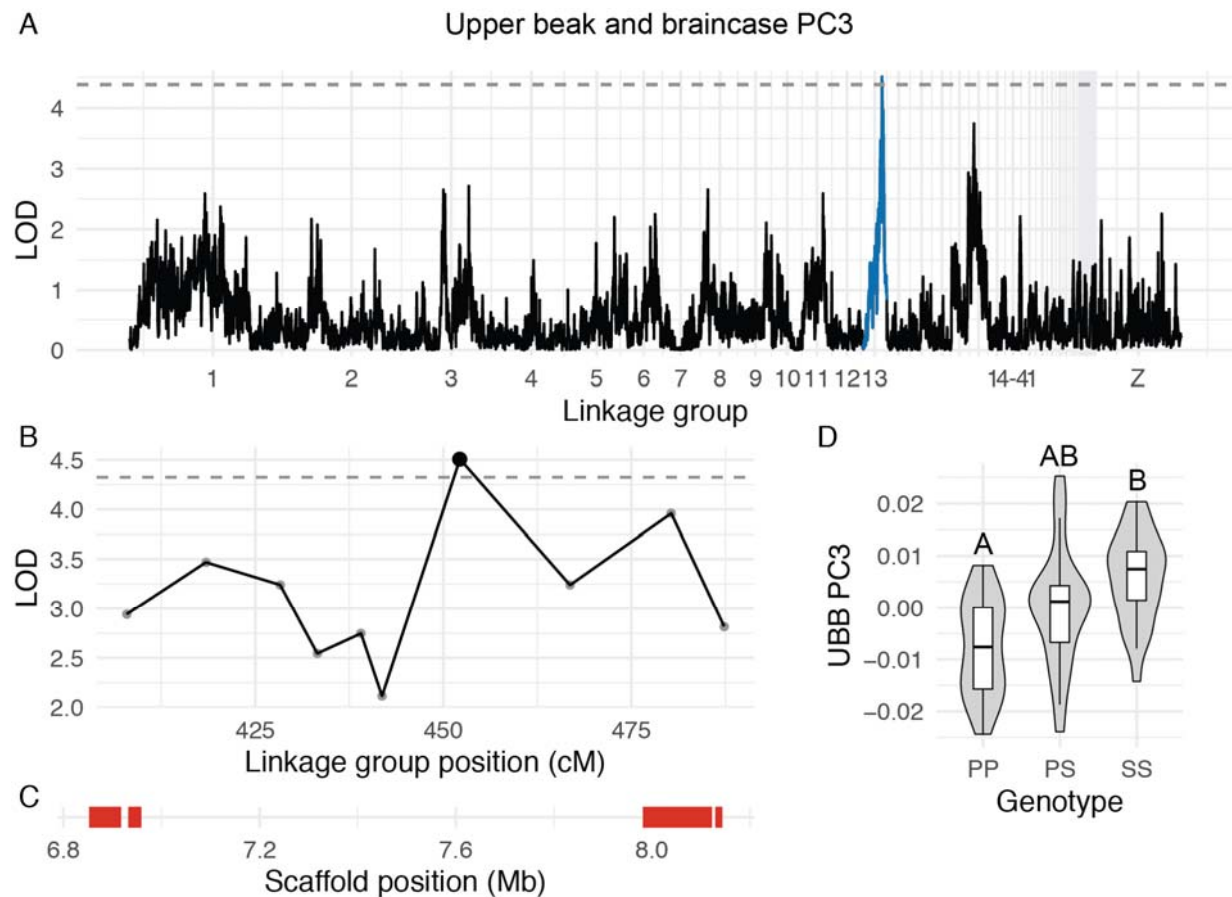 A
Upper beak and braincase PC3
LOD
4
3
2
1
0
1 2 3 4 5 6 7 8 9 10 11 12 13 14-41 Z
Linkage group
B
LOD
4.5
4.0
3.5
3.0
2.5
2.0
425 450 475
Linkage group position (cM)
C
6.8 7.2 7.6 8.0
Scaffold position (Mb)
D
UBB PC3
0.02
0.01
0.00
−0.01
−0.02
A AB B
PP PS SS
Genotype